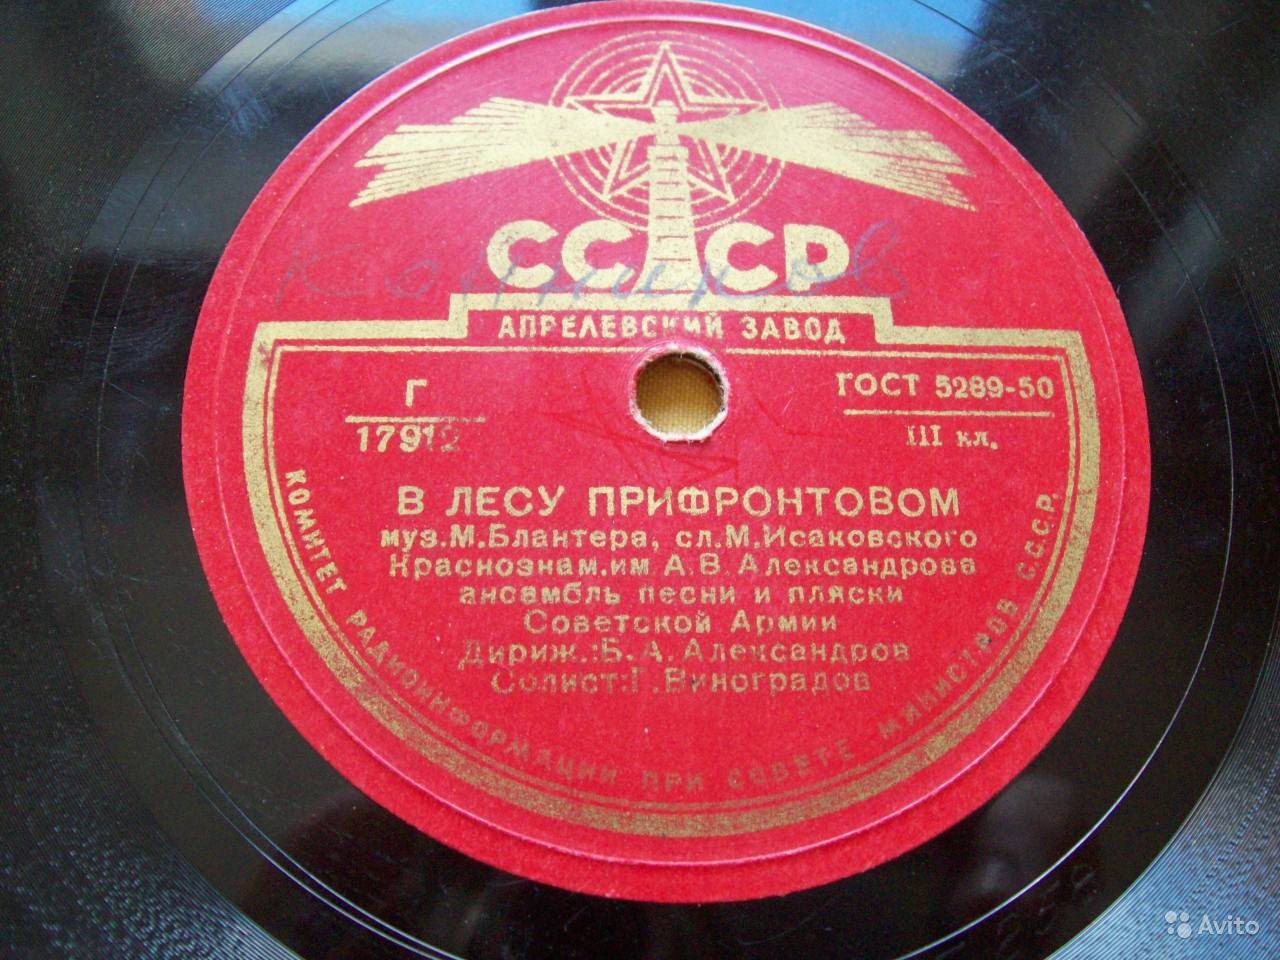 СССР
АПРЕЛЕВСКИЙ ЗАВОД
Г
17912
ГОСТ 5289-50
III кл.
В ЛЕСУ ПРИФРОНТОВОМ
муз.М.Блантера, сл.М.Исаковского
Краснознам.им А.В.Александрова
ансамбль песни и пляски
Советской Армии
Дириж.:Б.А.Александров
Солист:Г.Виноградов
КОМИТЕТ РАДИОИНФОРМАЦИИ ПРИ СОВЕТЕ МИНИСТРОВ С.С.С.Р.
Avito